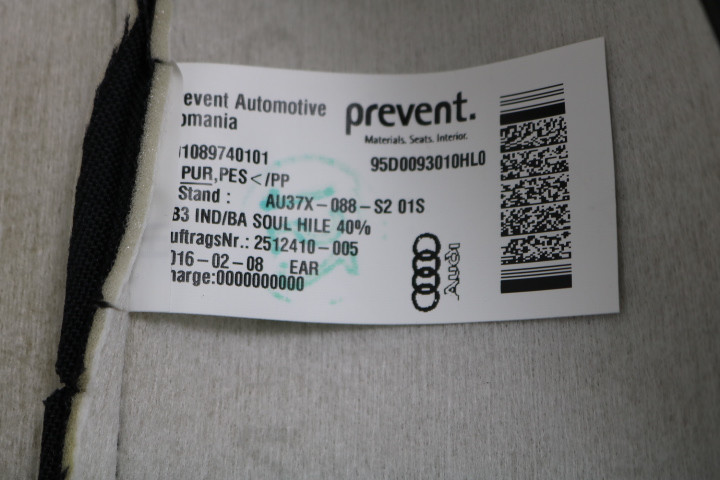 event Automotive
omania
prevent.
Materials. Seats. Interior.
1089740101
95D0093010HL0
PUR,PES</PP
Stand : AU37X-088-S2 01S
B3 IND/BA SOUL HILE 40%
uftragsNr.: 2512410-005
016-02-08 EAR
harge:0000000000
Audi